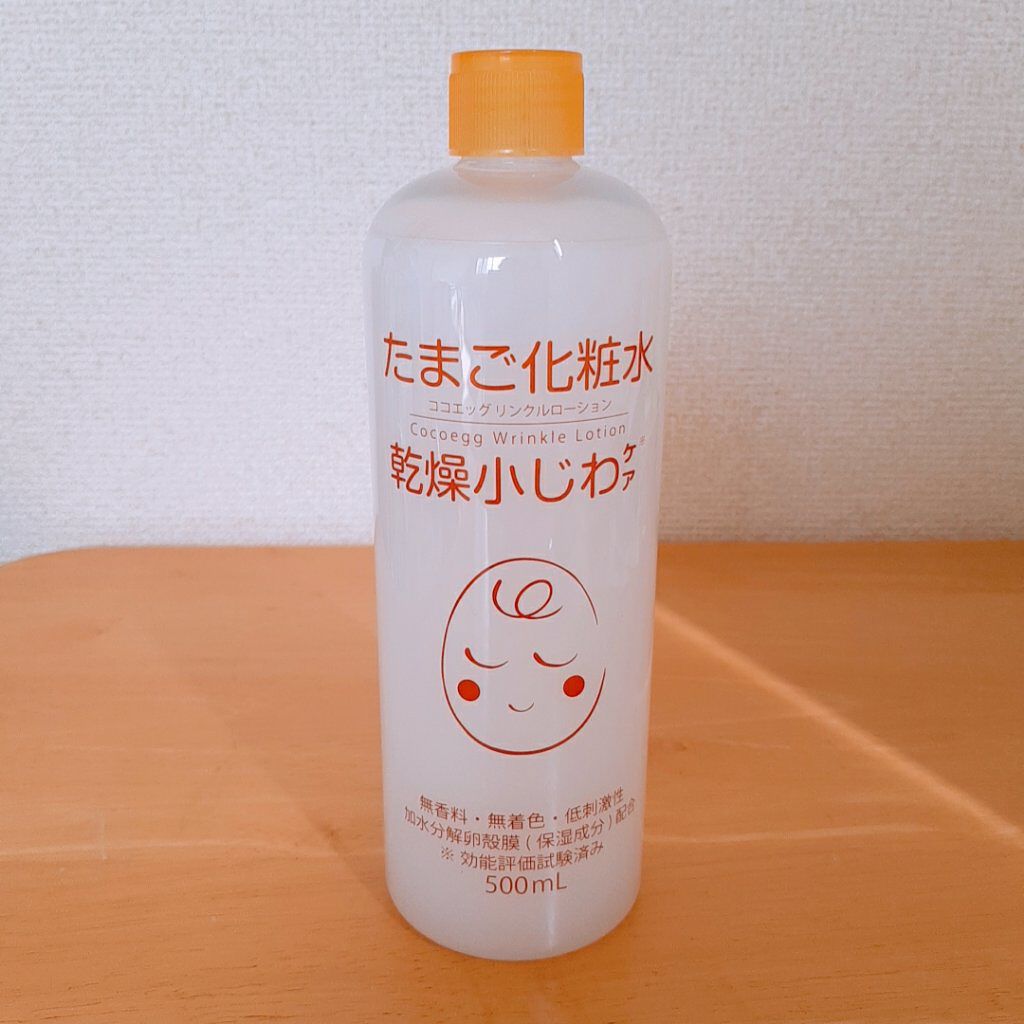 たまご化粧水
ココエッグ リンクルローション
Cocoegg Wrinkle Lotion
乾燥小じわケア※
無香料・無着色・低刺激性
加水分解卵殻膜(保湿成分)配合
※ 効能評価試験済み
500mL